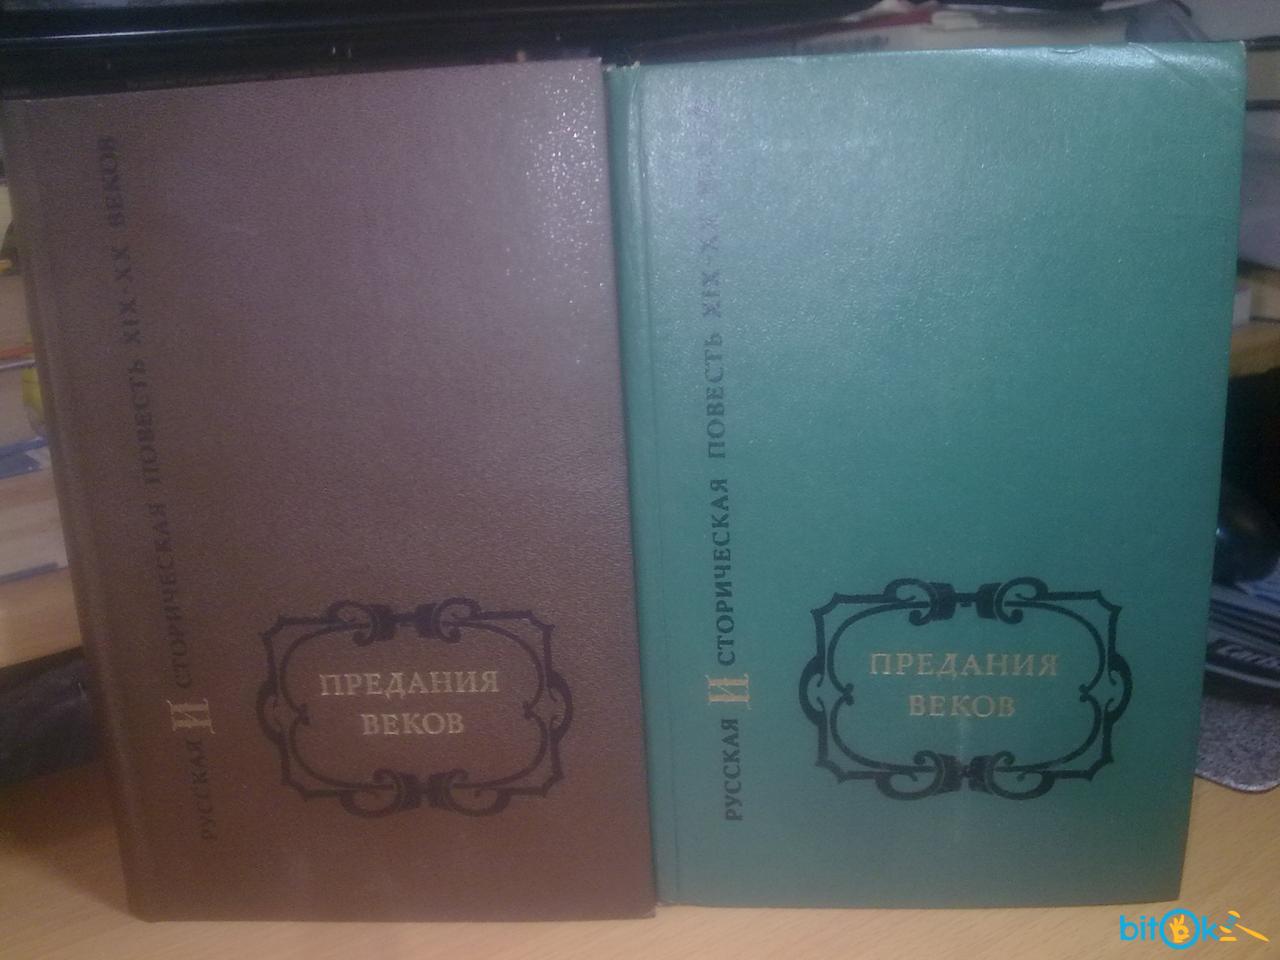 РУССКАЯ ИСТОРИЧЕСКАЯ ПОВЕСТЬ XIX-XX ВЕКОВ
ПРЕДАНИЯ
ВЕКОВ
РУССКАЯ ИСТОРИЧЕСКАЯ ПОВЕСТЬ XIX-XX
ПРЕДАНИЯ
ВЕКОВ
bitOk